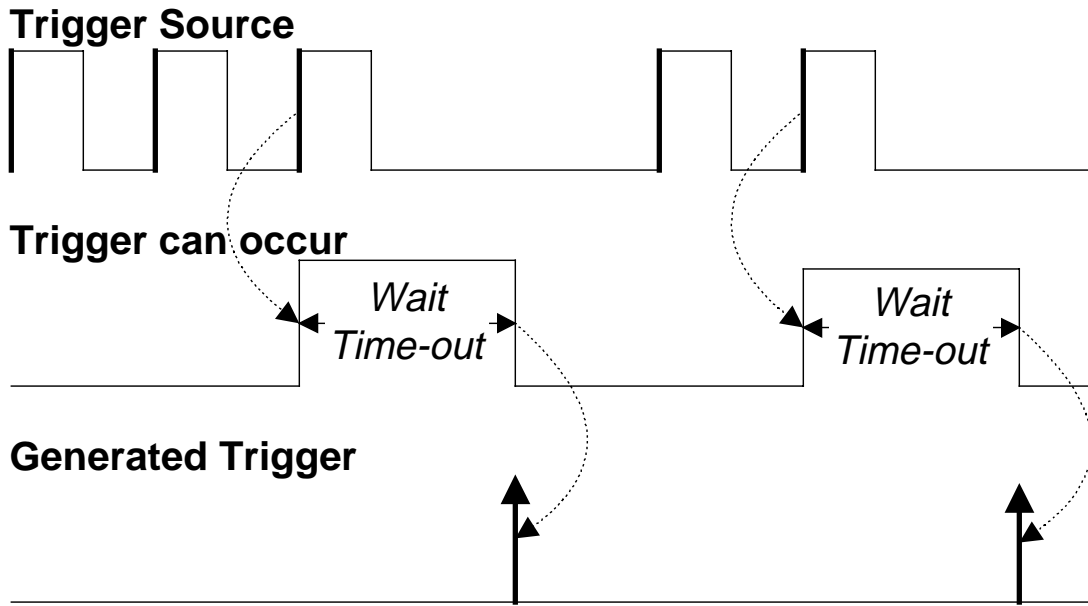 Trigger Source
Trigger can occur
Wait
Time-out
Wait
Time-out
Generated Trigger